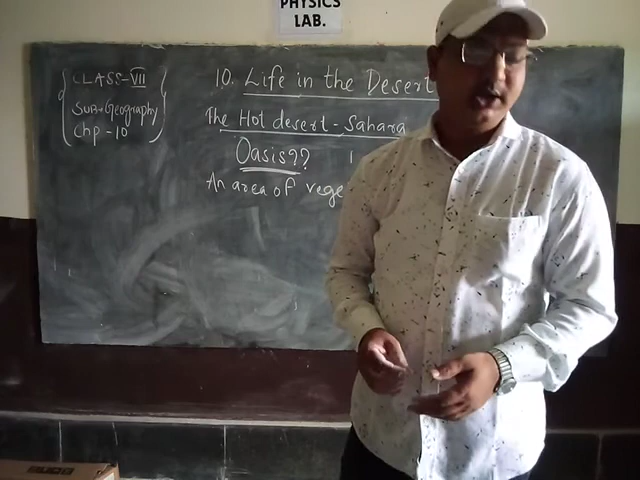 PHYSICS
LAB.
CLASS-VII
SUB-Geography
Chp-10
10. Life in the Desert
The Hot desert - Sahara
Oasis??
An area of vege